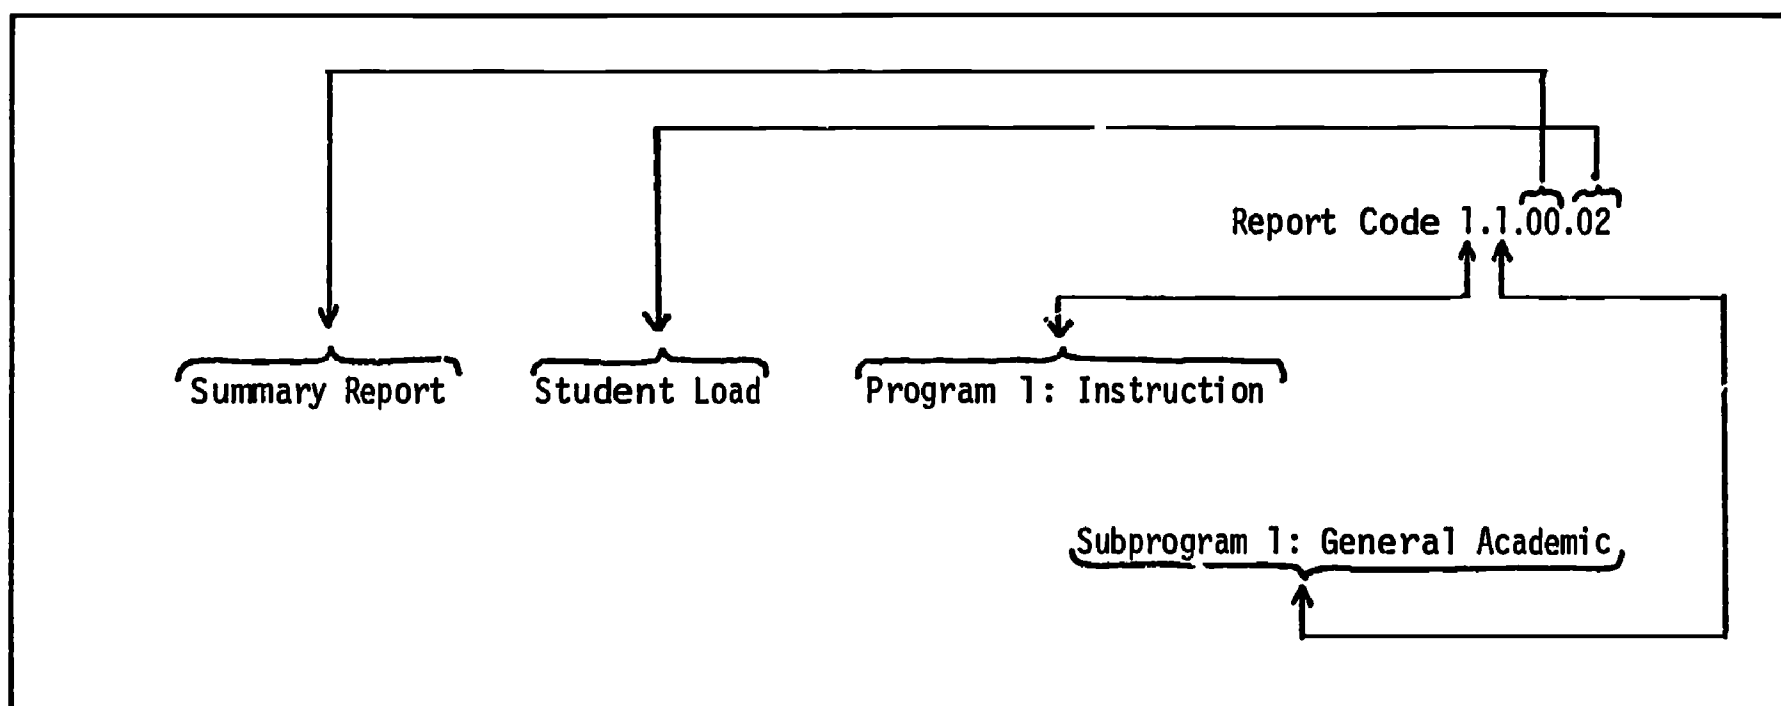 Report Code 1.1.00.02
Summary Report Student Load Program 1: Instruction
Subprogram 1: General Academic